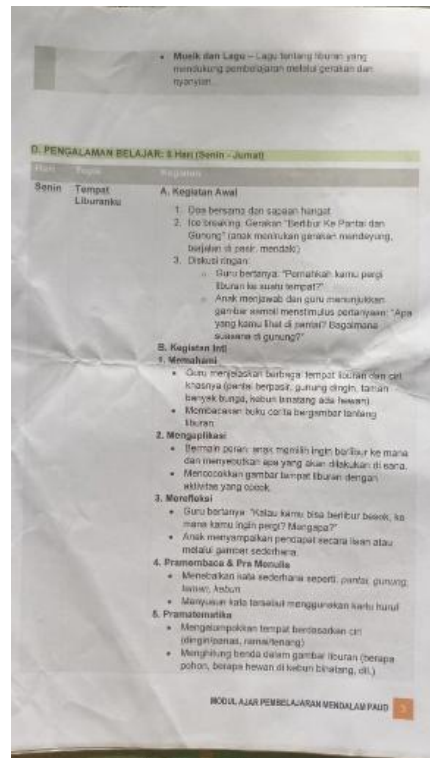 • Musik dan Lagu – Lagu tentang liburan yang
mendukung pembelajaran melalui gerakan dan
nyanyian.
D. PENGALAMAN BELAJAR: 5 Hari (Senin - Jumat)
Hari Topik Kegiatan
Senin Tempat Liburanku A. Kegiatan Awal
1. Doa bersama dan sapaan hangat
2. Ice breaking: Gerakan "Berlibur Ke Pantai dan
Gunung" (anak menirukan gerakan mendayung,
berjalan di pasir, mendaki)
3. Diskusi ringan:
○ Guru bertanya: "Pernahkah kamu pergi
liburan ke suatu tempat?"
○ Anak menjawab dan guru menunjukkan
gambar sambil menstimulus pertanyaan: "Apa
yang kamu lihat di pantai? Bagaimana
suasana di gunung?"
B. Kegiatan Inti
1. Memahami
• Guru menjelaskan berbagai tempat liburan dan ciri
khasnya (pantai berpasir, gunung dingin, taman
banyak bunga, kebun binatang ada hewan)
• Membacakan buku cerita bergambar tentang
liburan
2. Mengaplikasi
• Bermain peran: anak memilih ingin berlibur ke mana
dan menyebutkan apa yang akan dilakukan di sana.
• Mencocokkan gambar tempat liburan dengan
aktivitas yang cocok.
3. Merefleksi
• Guru bertanya: "Kalau kamu bisa berlibur besok, ke
mana kamu ingin pergi? Mengapa?"
• Anak menyampaikan pendapat secara lisan atau
melalui gambar sederhana.
4. Pramembaca & Pra Menulis
• Menebalkan kata sederhana seperti: pantai, gunung,
taman, kebun
• Menyusun kata tersebut menggunakan kartu huruf
5. Pramatematika
• Mengelompokkan tempat berdasarkan ciri
(dingin/panas, ramai/tenang)
• Menghitung benda dalam gambar liburan (berapa
pohon, berapa hewan di kebun binatang, dll.)
MODUL AJAR PEMBELAJARAN MENDALAM PAUD 3